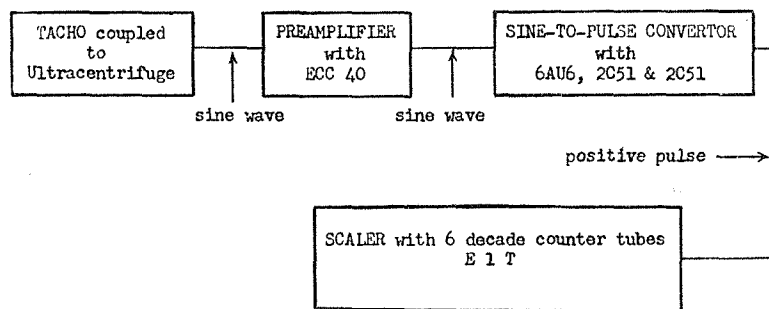 TACHO coupled
to
Ultracentrifuge
PREAMPLIFIER
with
ECC 40
SINE-TO-PULSE CONVERTOR
with
6AU6, 2C51 & 2C51
sine wave
sine wave
positive pulse
SCALER with 6 decade counter tubes
E 1 T